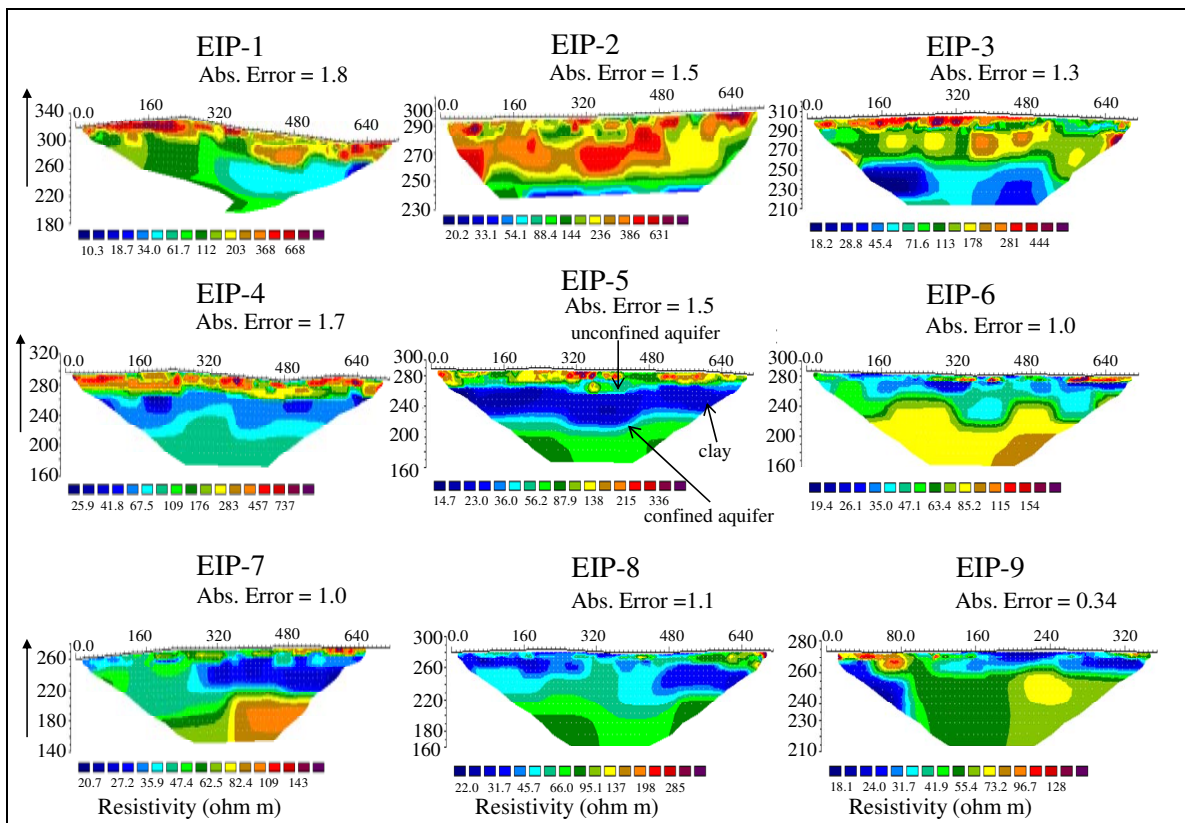 EIP-1
Abs. Error = 1.8
EIP-2
Abs. Error = 1.5
EIP-3
Abs. Error = 1.3
340
300
260
220
180
0.0 160 320 480 640
10.3 18.7 34.0 61.7 112 203 368 668
300
290
270
250
230
0.0 160 320 480 640
20.2 33.1 54.1 88.4 144 236 386 631
310
290
270
250
230
210
0.0 160 320 480 640
18.2 28.8 45.4 71.6 113 178 281 444
EIP-4
Abs. Error = 1.7
EIP-5
Abs. Error = 1.5
unconfined aquifer
EIP-6
Abs. Error = 1.0
320
280
240
200
160
0.0 160 320 480 640
25.9 41.8 67.5 109 176 283 457 737
300
280
240
200
160
0.0 160 320 480 640
clay
14.7 23.0 36.0 56.2 87.9 138 215 336
confined aquifer
300
280
240
200
160
0.0 160 320 480 640
19.4 26.1 35.0 47.1 63.4 85.2 115 154
EIP-7
Abs. Error = 1.0
EIP-8
Abs. Error =1.1
EIP-9
Abs. Error = 0.34
260
220
180
140
0.0 160 320 480 640
20.7 27.2 35.9 47.4 62.5 82.4 109 143
Resistivity (ohm m)
300
260
220
180
160
0.0 160 320 480 640
22.0 31.7 45.7 66.0 95.1 137 198 285
Resistivity (ohm m)
280
260
240
230
210
0.0 80.0 160 240 320
18.1 24.0 31.7 41.9 55.4 73.2 96.7 128
Resistivity (ohm m)